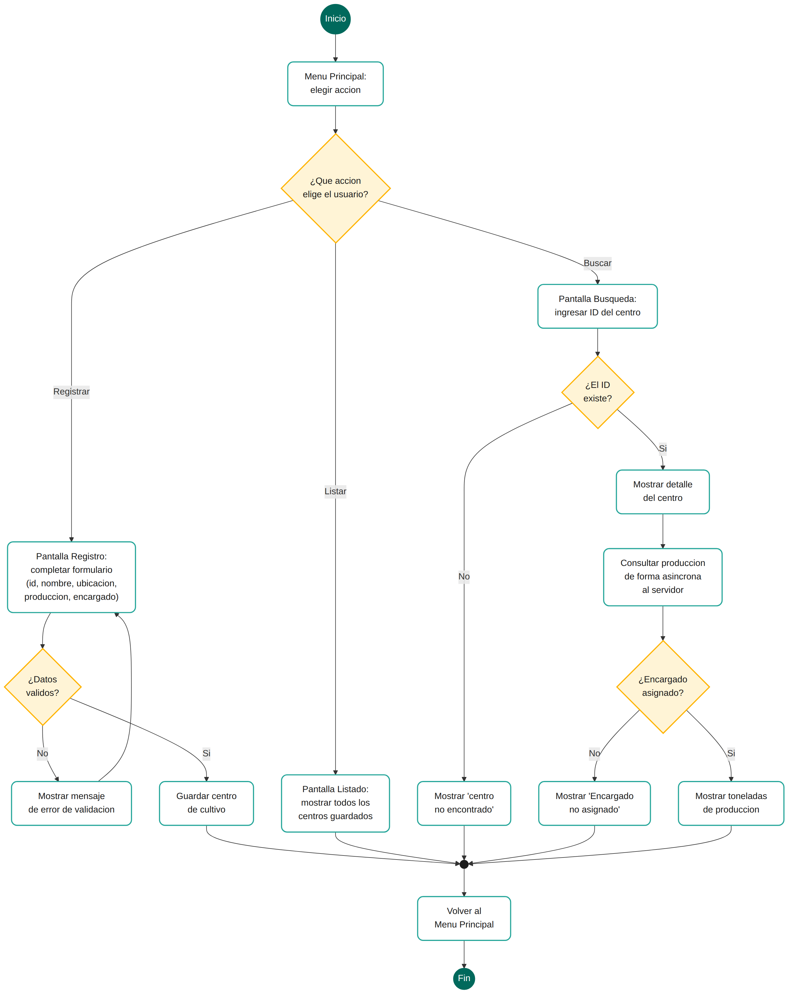 Inicio
Menu Principal:
elegir accion
¿Que accion
elige el usuario?
Buscar
Pantalla Busqueda:
ingresar ID del centro
Registrar
¿El ID
existe?
Si
Listar
Mostrar detalle
del centro
Pantalla Registro:
completar formulario
(id, nombre, ubicacion,
produccion, encargado)
No
Consultar produccion
de forma asincrona
al servidor
¿Datos
validos?
¿Encargado
asignado?
No
Si
No
Si
Mostrar mensaje
de error de validacion
Guardar centro
de cultivo
Pantalla Listado:
mostrar todos los
centros guardados
Mostrar 'centro
no encontrado'
Mostrar 'Encargado
no asignado'
Mostrar toneladas
de produccion
Volver al
Menu Principal
Fin